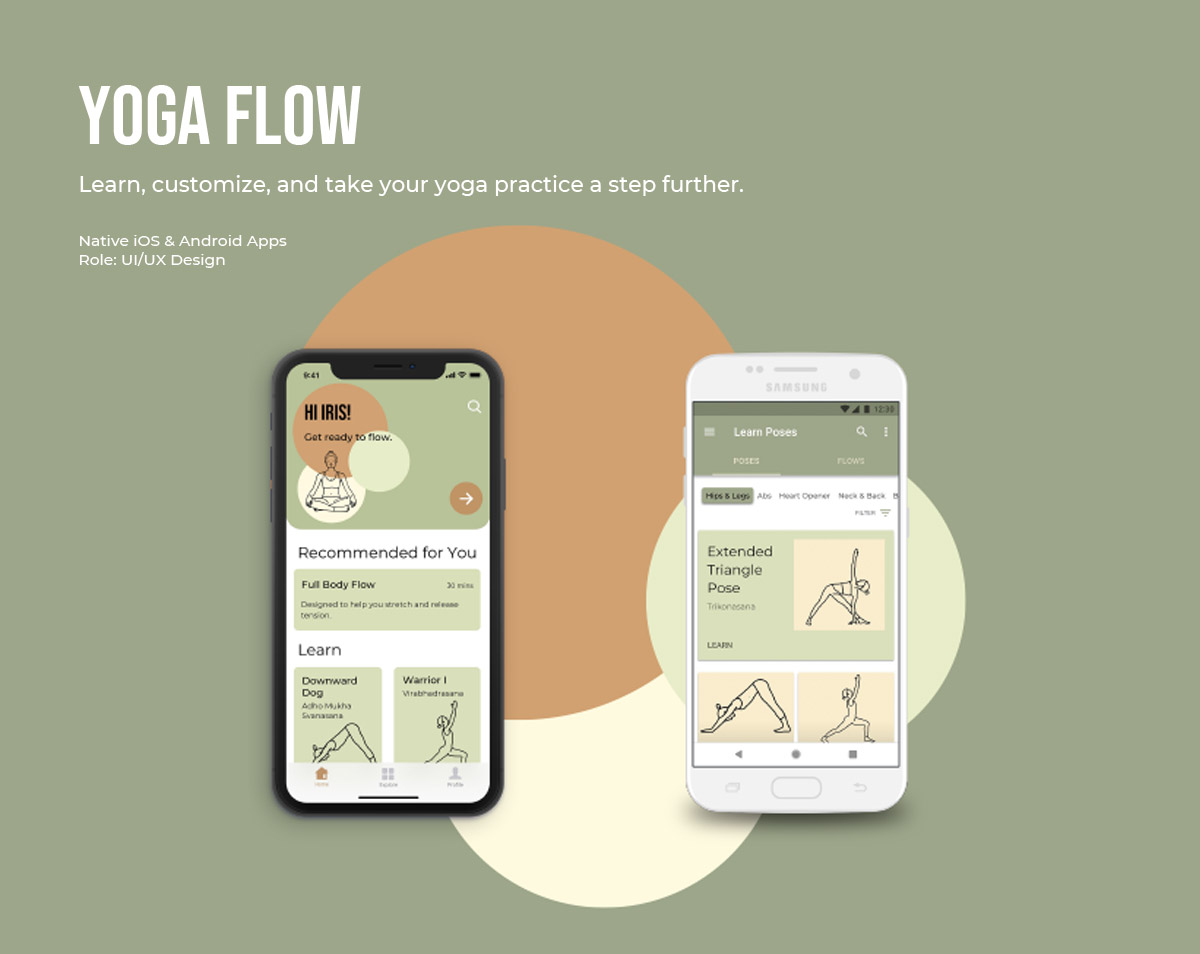 YOGA FLOW
Learn, customize, and take your yoga practice a step further.
Native iOS & Android Apps
Role: UI/UX Design
9:41
HI IRIS!
Get ready to flow.
Recommended for You
Full Body Flow
30 mins
Designed to help you stretch and release
tension.
Learn
Downward
Dog
Adho Mukha
Svanasana
Warrior I
Virabhadrasana
Home
Explore
Profile
SAMSUNG
12:30
Learn Poses
POSES
FLOWS
Hips & Legs Abs Heart Opener Neck & Back B
FILTER
Extended
Triangle
Pose
Trikonasana
LEARN